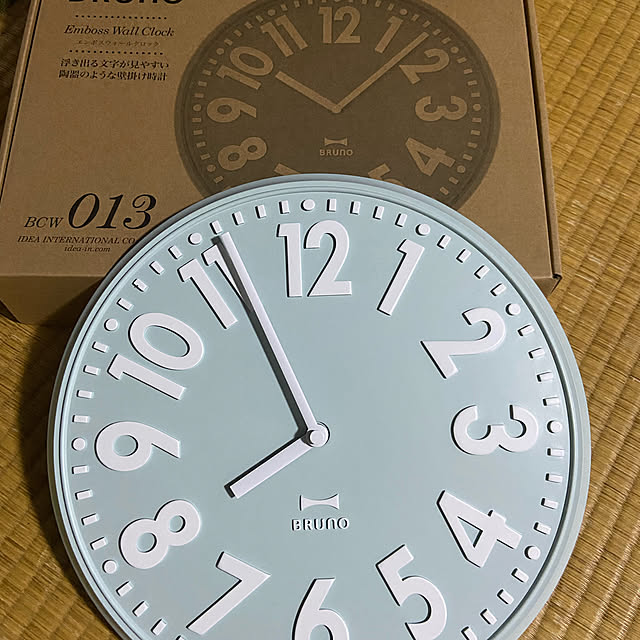 BRUNO
Emboss Wall Clock
エンボスウォールクロック
浮き出る文字が見やすい
陶器のような壁掛け時計
12
11
1
10
2
9
3
8
4
BRUNO
BCW 013
IDEA INTERNATIONAL CO
idea-in.com
12
11
1
10
2
9
3
8
4
7
5
6
BRUNO